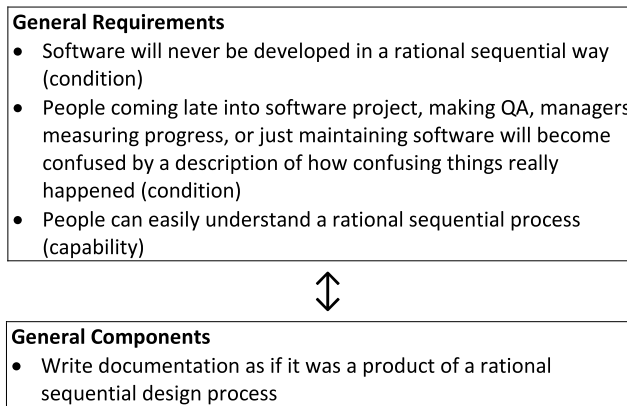 General Requirements
• Software will never be developed in a rational sequential way
(condition)
• People coming late into software project, making QA, managers
measuring progress, or just maintaining software will become
confused by a description of how confusing things really
happened (condition)
• People can easily understand a rational sequential process
(capability)
General Components
• Write documentation as if it was a product of a rational
sequential design process